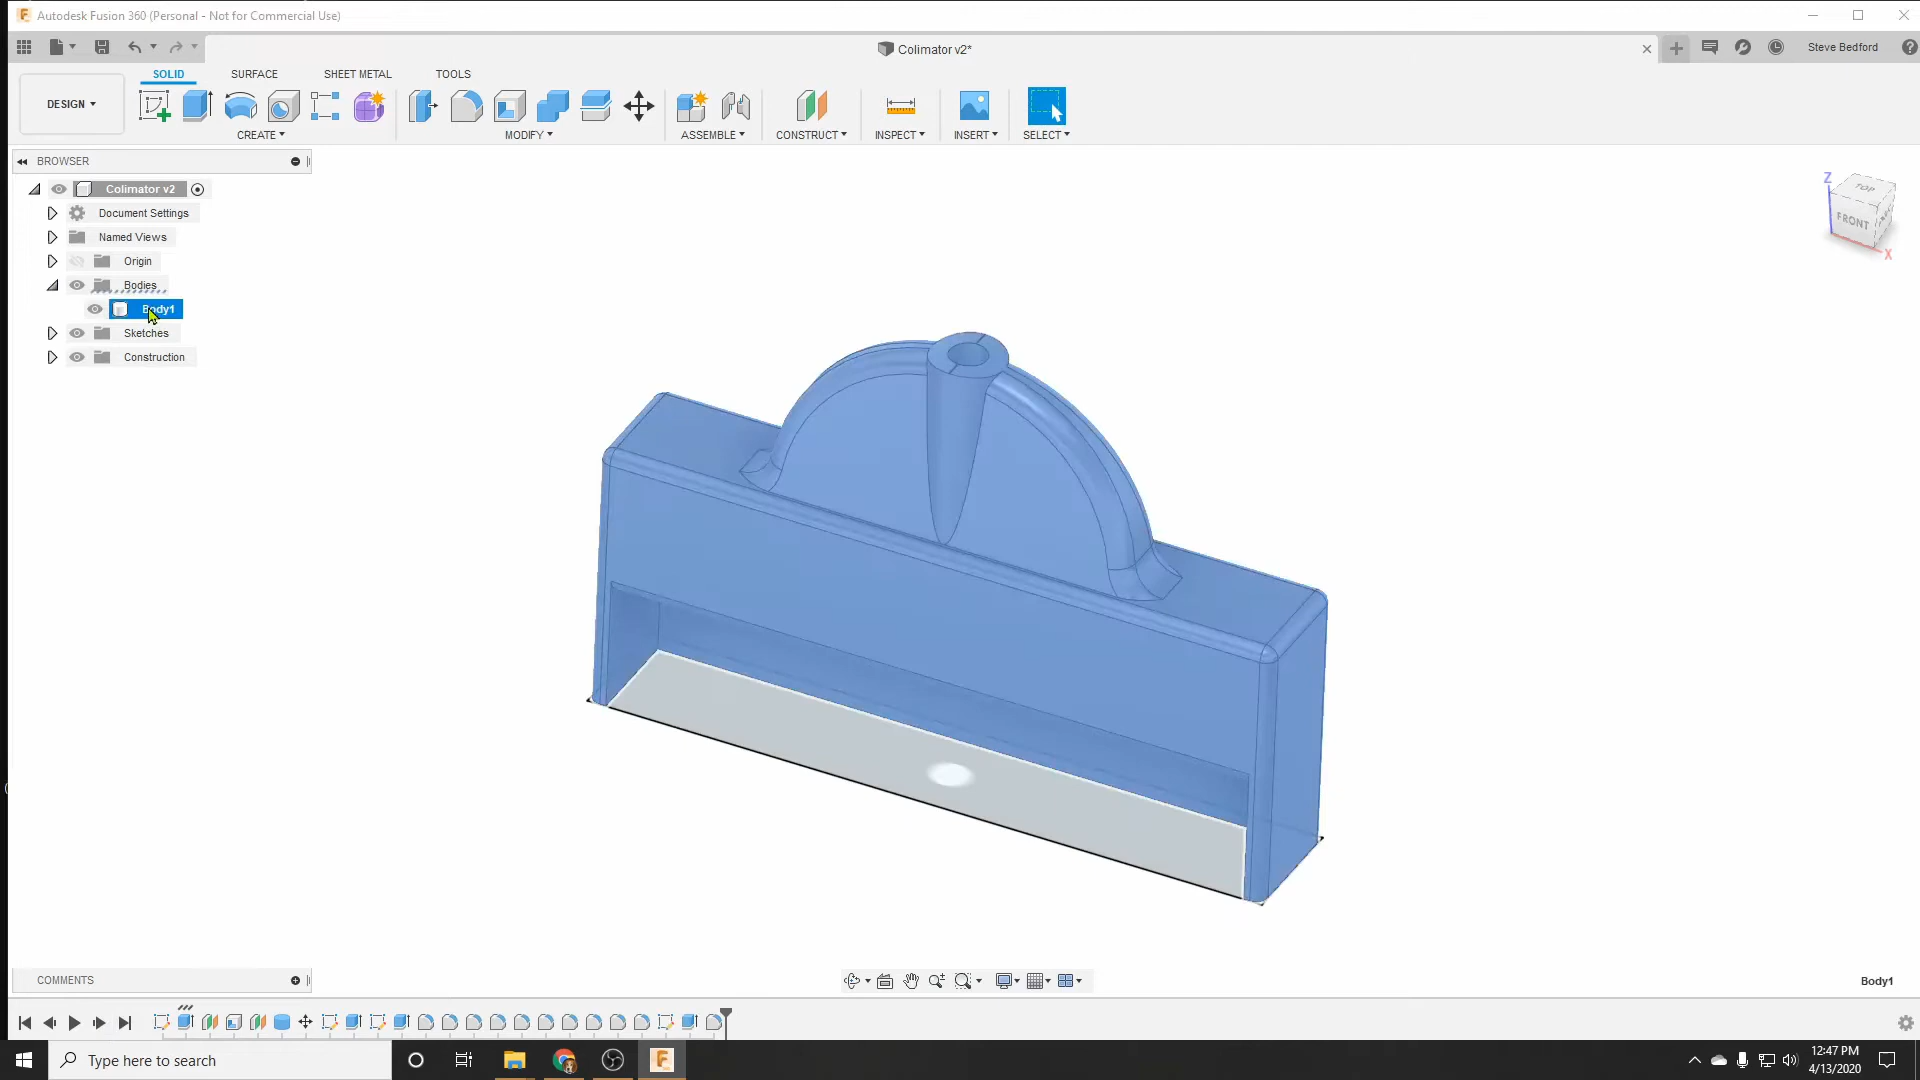 Autodesk Fusion 360 (Personal - Not for Commercial Use)
Colimator v2*
Steve Bedford
SOLID SURFACE SHEET METAL TOOLS
DESIGN
CREATE MODIFY ASSEMBLE CONSTRUCT INSPECT INSERT SELECT
BROWSER
Colimator v2
Document Settings
Named Views
Origin
Bodies
Body1
Sketches
Construction
Z
TOP
FRONT
X
COMMENTS
Body1
Type here to search
12:47 PM
4/13/2020